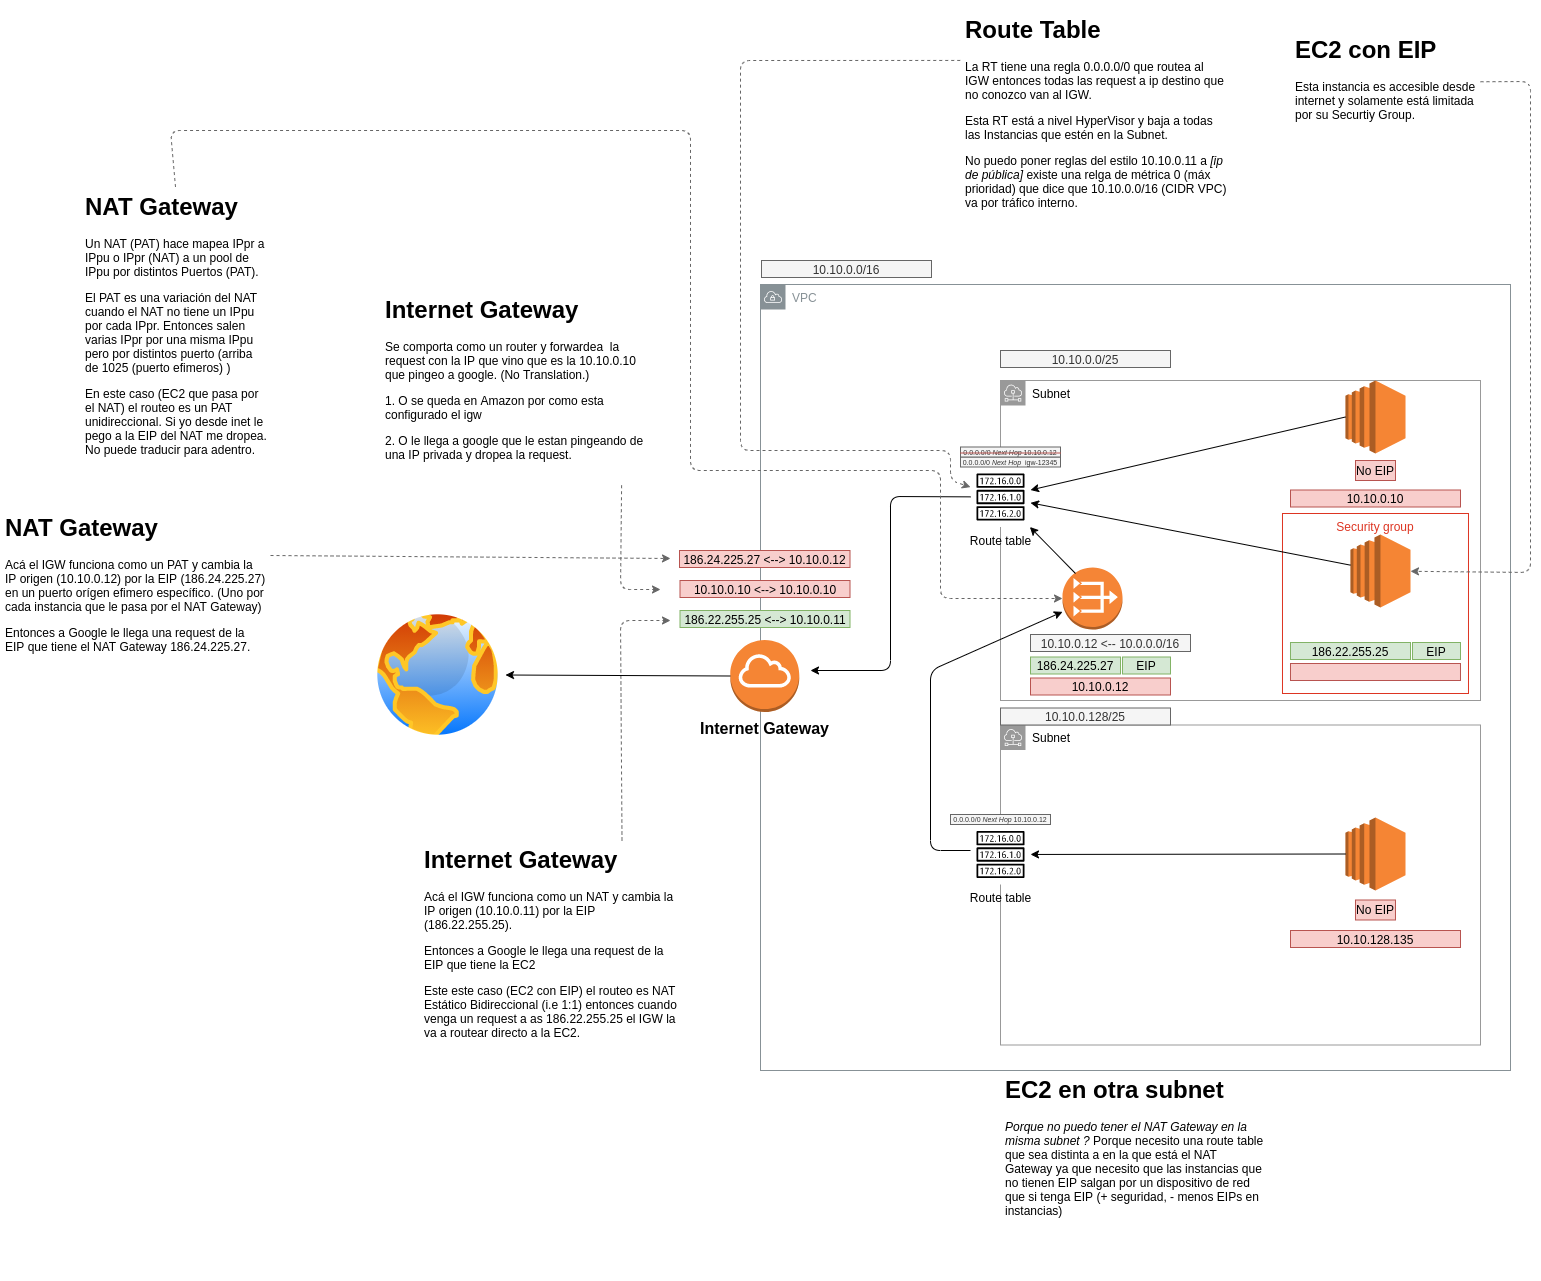 Route Table
La RT tiene una regla 0.0.0.0/0 que routea al
IGW entonces todas las request a ip destino que
no conozco van al IGW.
Esta RT está a nivel HyperVisor y baja a todas
las Instancias que estén en la Subnet.
No puedo poner reglas del estilo 10.10.0.11 a [ip
de pública] existe una relga de métrica 0 (máx
prioridad) que dice que 10.10.0.0/16 (CIDR VPC)
va por tráfico interno.
EC2 con EIP
Esta instancia es accesible desde
internet y solamente está limitada
por su Securtiy Group.
NAT Gateway
Un NAT (PAT) hace mapea IPpr a
IPpu o IPpr (NAT) a un pool de
IPpu por distintos Puertos (PAT).
El PAT es una variación del NAT
cuando el NAT no tiene un IPpu
por cada IPpr. Entonces salen
varias IPpr por una misma IPpu
pero por distintos puerto (arriba
de 1025 (puerto efimeros) )
En este caso (EC2 que pasa por
el NAT) el routeo es un PAT
unidireccional. Si yo desde inet le
pego a la EIP del NAT me dropea.
No puede traducir para adentro.
Internet Gateway
Se comporta como un router y forwardea  la
request con la IP que vino que es la 10.10.0.10
que pingeo a google. (No Translation.)
1. O se queda en Amazon por como esta
configurado el igw
2. O le llega a google que le estan pingeando de
una IP privada y dropea la request.
NAT Gateway
Acá el IGW funciona como un PAT y cambia la
IP origen (10.10.0.12) por la EIP (186.24.225.27)
en un puerto orígen efimero específico. (Uno por
cada instancia que le pasa por el NAT Gateway)
Entonces a Google le llega una request de la
EIP que tiene el NAT Gateway 186.24.225.27.
186.24.225.27 <--> 10.10.0.12
10.10.0.10 <--> 10.10.0.10
186.22.255.25 <--> 10.10.0.11
Internet Gateway
Internet Gateway
Acá el IGW funciona como un NAT y cambia la
IP origen (10.10.0.11) por la EIP
(186.22.255.25).
Entonces a Google le llega una request de la
EIP que tiene la EC2
Este este caso (EC2 con EIP) el routeo es NAT
Estático Bidireccional (i.e 1:1) entonces cuando
venga un request a as 186.22.255.25 el IGW la
va a routear directo a la EC2.
10.10.0.0/16
VPC
10.10.0.0/25
Subnet
0.0.0.0/0 Next Hop 10.10.0.12
0.0.0.0/0 Next Hop  igw-12345
172.16.0.0
172.16.1.0
172.16.2.0
Route table
No EIP
10.10.0.10
Security group
186.22.255.25
EIP
10.10.0.12 <-- 10.0.0.0/16
186.24.225.27
EIP
10.10.0.12
10.10.0.128/25
Subnet
0.0.0.0/0 Next Hop 10.10.0.12
172.16.0.0
172.16.1.0
172.16.2.0
Route table
No EIP
10.10.128.135
EC2 en otra subnet
Porque no puedo tener el NAT Gateway en la
misma subnet ? Porque necesito una route table
que sea distinta a en la que está el NAT
Gateway ya que necesito que las instancias que
no tienen EIP salgan por un dispositivo de red
que si tenga EIP (+ seguridad, - menos EIPs en
instancias)